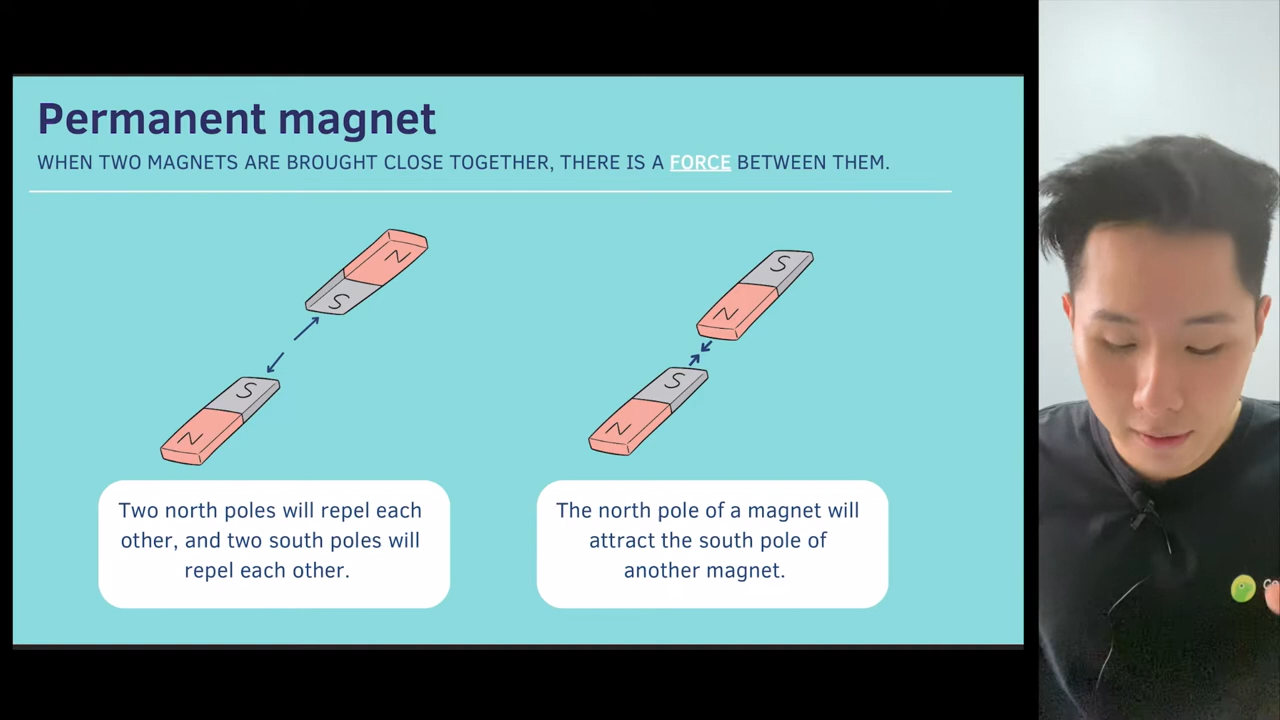 Permanent magnet
WHEN TWO MAGNETS ARE BROUGHT CLOSE TOGETHER, THERE IS A FORCE BETWEEN THEM.
N
S
S
N
S
N
S
N
Two north poles will repel each
other, and two south poles will
repel each other.
The north pole of a magnet will
attract the south pole of
another magnet.